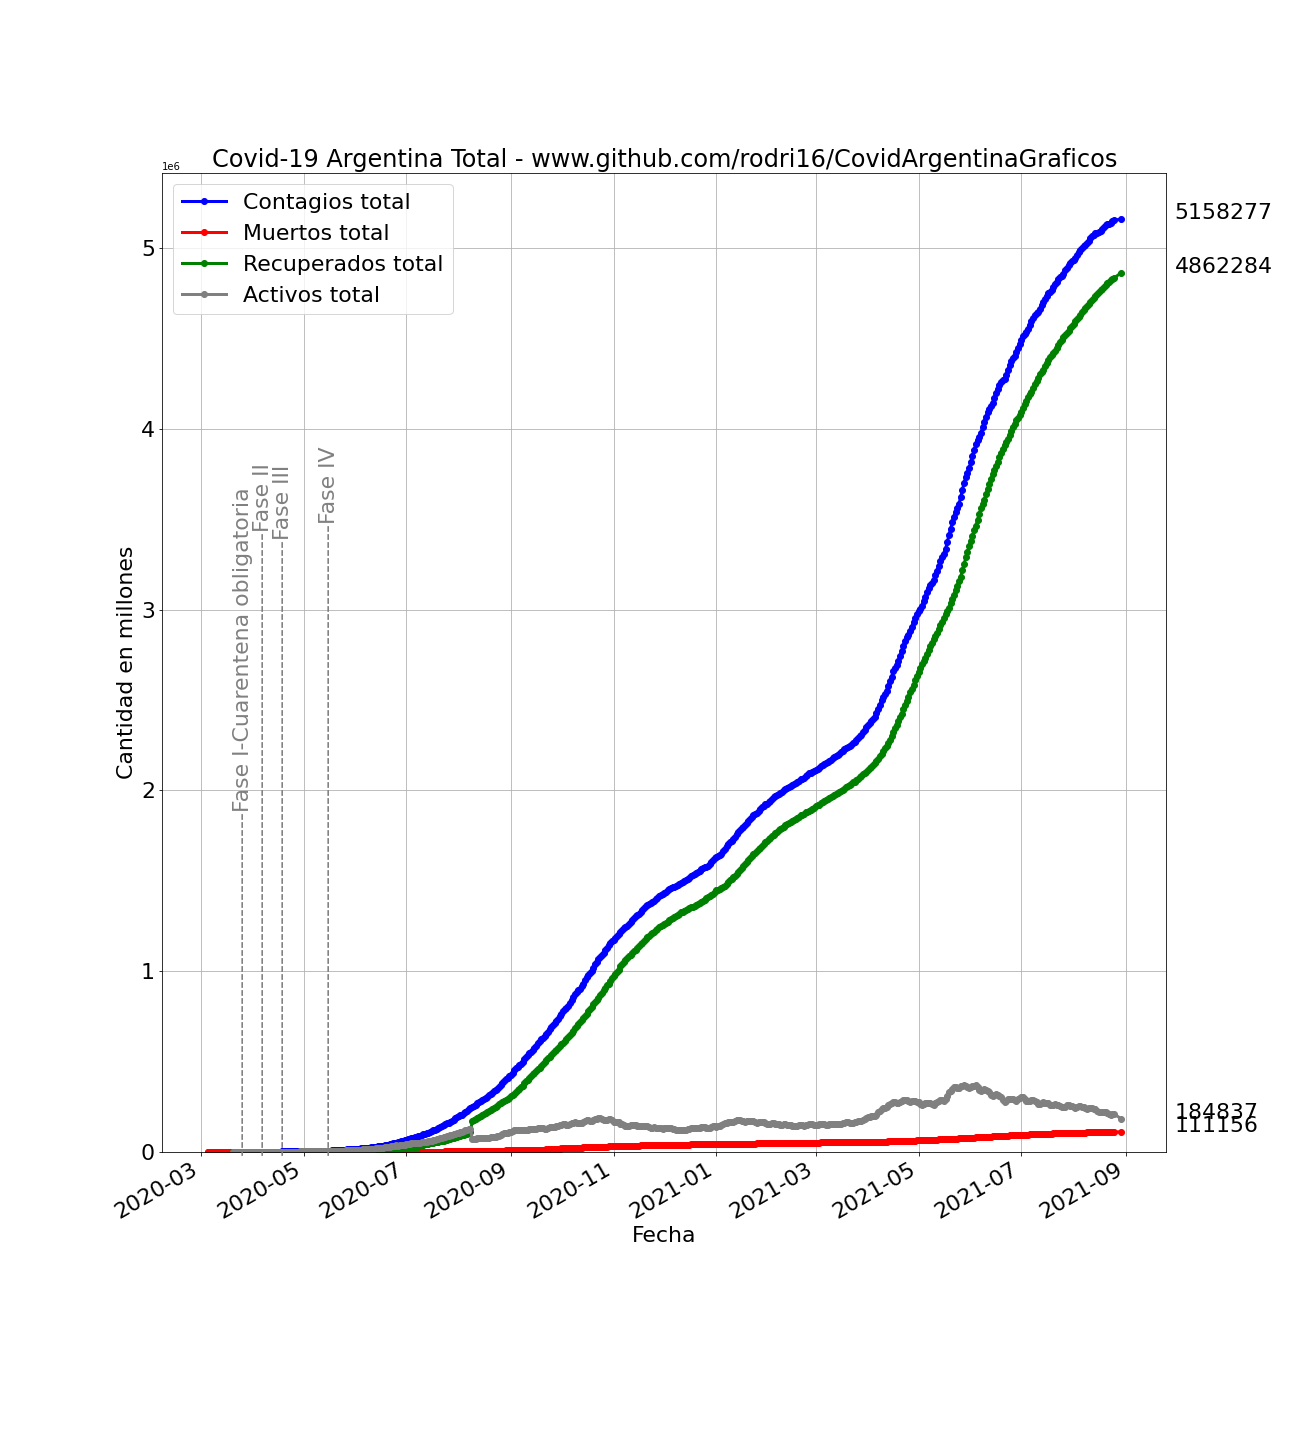 Covid-19 Argentina Total - www.github.com/rodri16/CovidArgentinaGraficos
1e6
Contagios total
Muertos total
Recuperados total
Activos total
5158277
4862284
184837
111156
5
4
3
2
1
0
Cantidad en millones
Fase I-Cuarentena obligatoria
Fase II
Fase III
Fase IV
2020-03
2020-05
2020-07
2020-09
2020-11
2021-01
2021-03
2021-05
2021-07
2021-09
Fecha